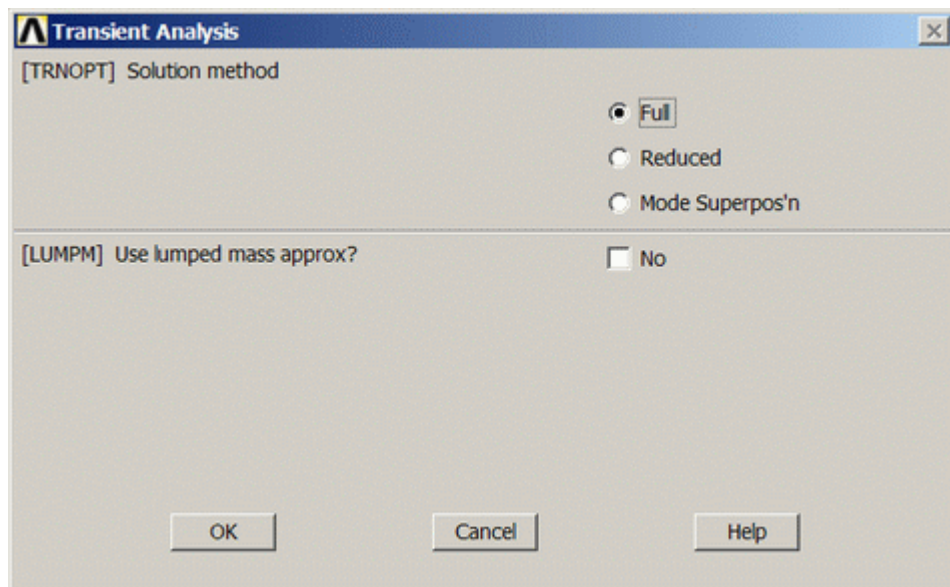 Transient Analysis
[TRNOPT] Solution method
Full
Reduced
Mode Superpos'n
[LUMPM] Use lumped mass approx?
No
OK
Cancel
Help